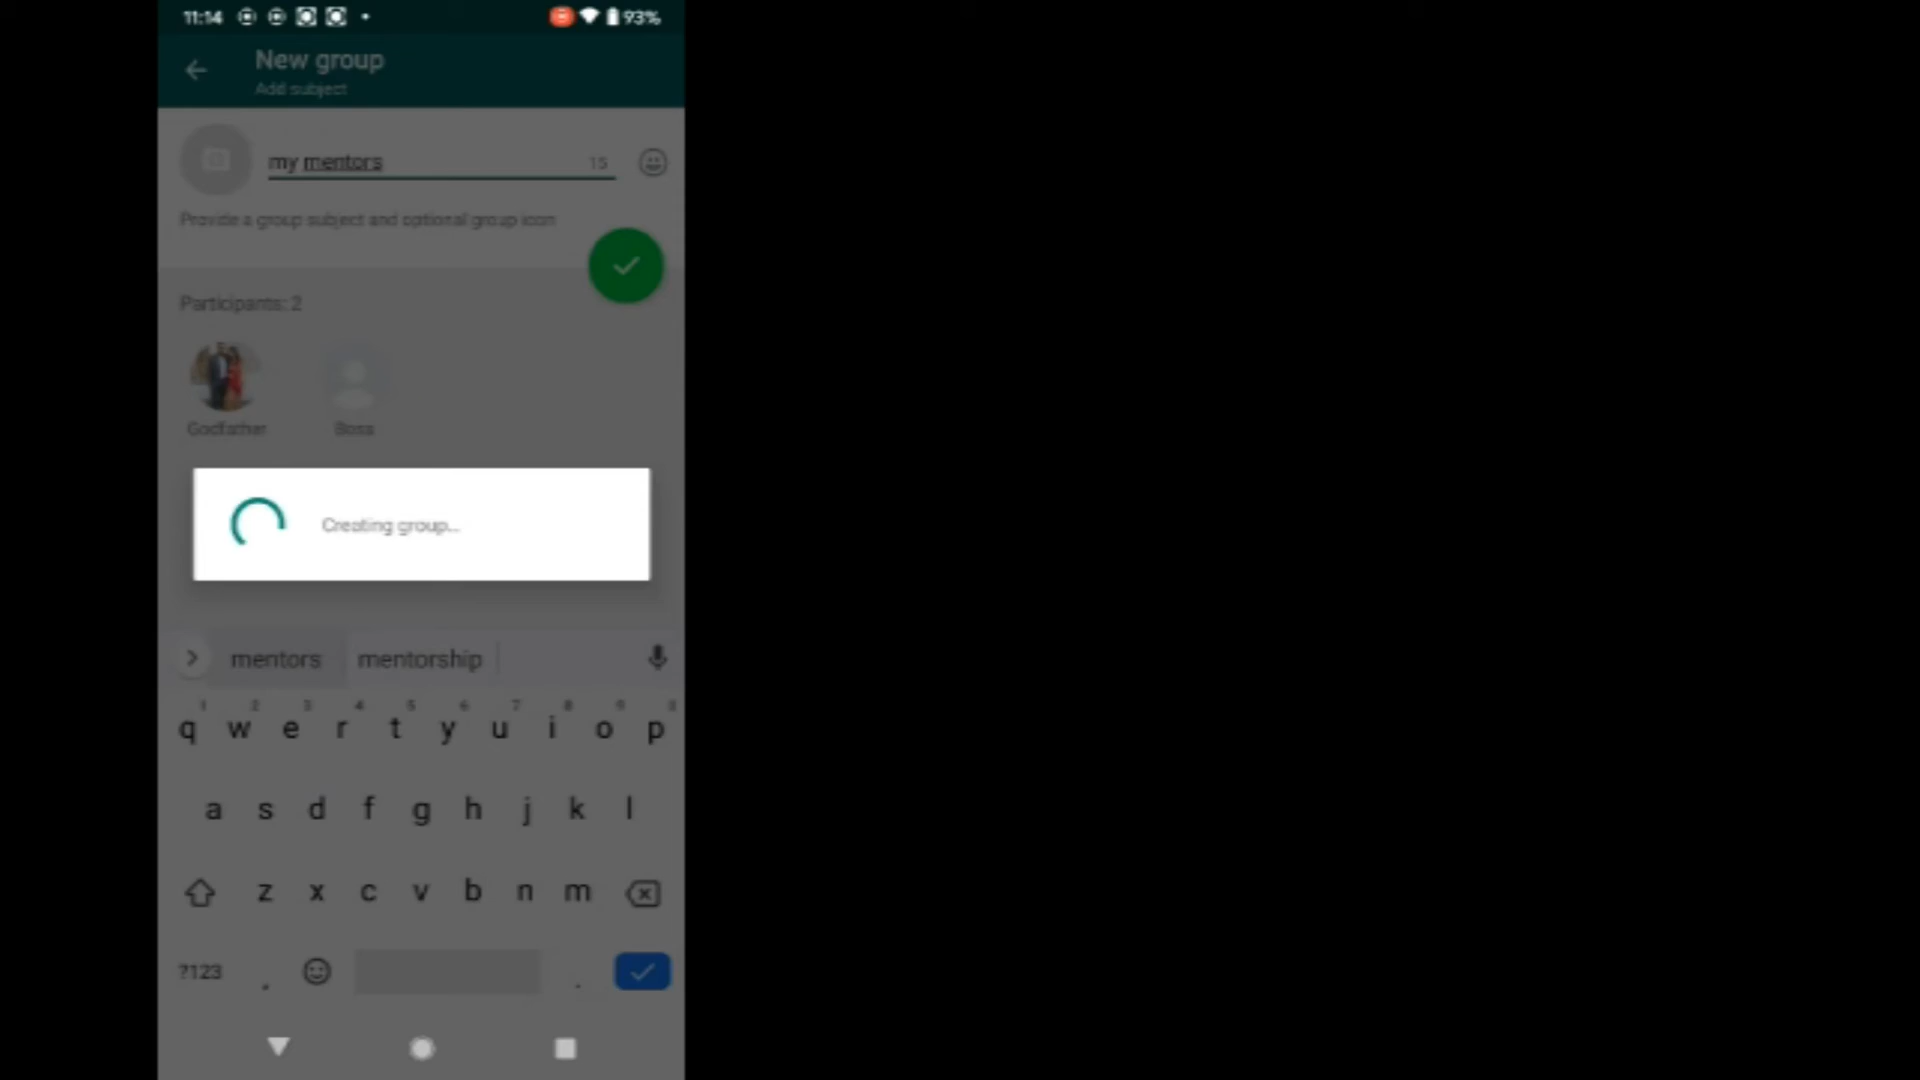 11:14 93%
New group
Add subject
my mentors 15
Provide a group subject and optional group icon
Participants: 2
Godfather Boss
Creating group...
mentors mentorship
1 2 3 4 5 6 7 8 9 0
q w e r t y u i o p
a s d f g h j k l
z x c v b n m
?123 , .